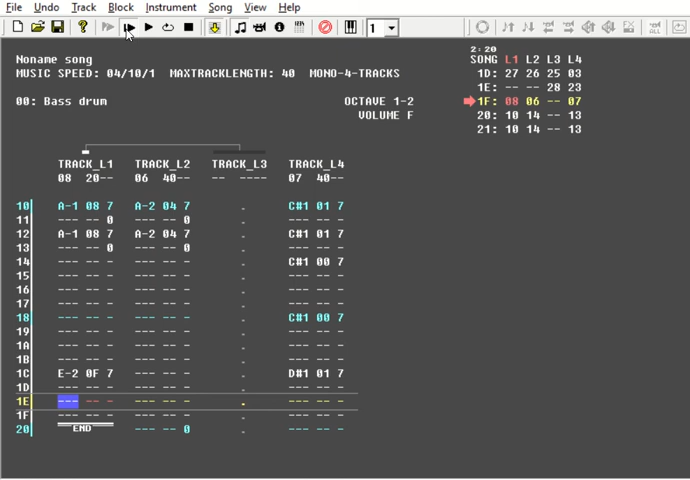 File Undo Track Block Instrument Song View Help
1
Noname song
MUSIC SPEED: 04/10/1 MAXTRACKLENGTH: 40 MONO-4-TRACKS
00: Bass drum
OCTAVE 1-2
VOLUME F
2:20
SONG L1 L2 L3 L4
1D: 27 26 25 03
1E: -- -- 28 23
1F: 08 06 -- 07
20: 10 14 -- 13
21: 10 14 -- 13
TRACK_L1 TRACK_L2 TRACK_L3 TRACK_L4
08 20-- 06 40-- -- ---- 07 40--
10 A-1 08 7 A-2 04 7 . C#1 01 7
11 --- -- 0 --- -- 0 . --- -- -
12 A-1 08 7 A-2 04 7 . C#1 01 7
13 --- -- 0 --- -- 0 . --- -- -
14 --- -- - --- -- - . C#1 00 7
15 --- -- - --- -- - . --- -- -
16 --- -- - --- -- - . --- -- -
17 --- -- - --- -- - . --- -- -
18 --- -- - --- -- - . C#1 00 7
19 --- -- - --- -- - . --- -- -
1A --- -- - --- -- - . --- -- -
1B --- -- - --- -- - . --- -- -
1C E-2 0F 7 --- -- - . D#1 01 7
1D --- -- - --- -- - . --- -- -
1E --- -- - --- -- - . --- -- -
1F --- -- - --- -- - . --- -- -
20 END --- -- 0 . --- -- -